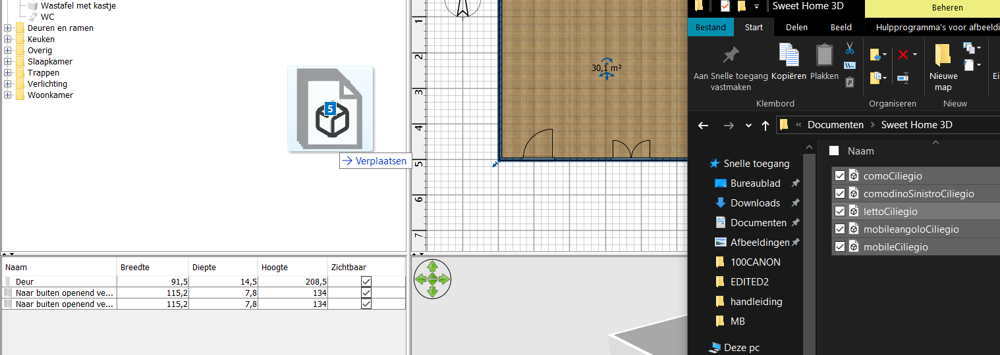 Wastafel met kastje
WC
Deuren en ramen
Keuken
Overig
Slaapkamer
Trappen
Verlichting
Woonkamer
5
Verplaatsen
Naam Breedte Diepte Hoogte Zichtbaar
Deur 91,5 14,5 208,5
Naar buiten openend ve... 115,2 7,8 134
Naar buiten openend ve... 115,2 7,8 134
1
2
3
4
5
6
7
30,1 m²
Sweet Home 3D
Beheren
Bestand Start Delen Beeld Hulpprogramma's voor afbeeldi
Aan Snelle toegang
vastmaken
Kopiëren
Plakken
Nieuwe
map
Ei
Klembord Organiseren Nieuw
« Documenten > Sweet Home 3D
Snelle toegang
Bureaublad
Downloads
Documenten
Afbeeldingen
100CANON
EDITED2
handleiding
MB
Deze pc
Naam
comoCiliegio
comodinoSinistroCiliegio
lettoCiliegio
mobileangoloCiliegio
mobileCiliegio